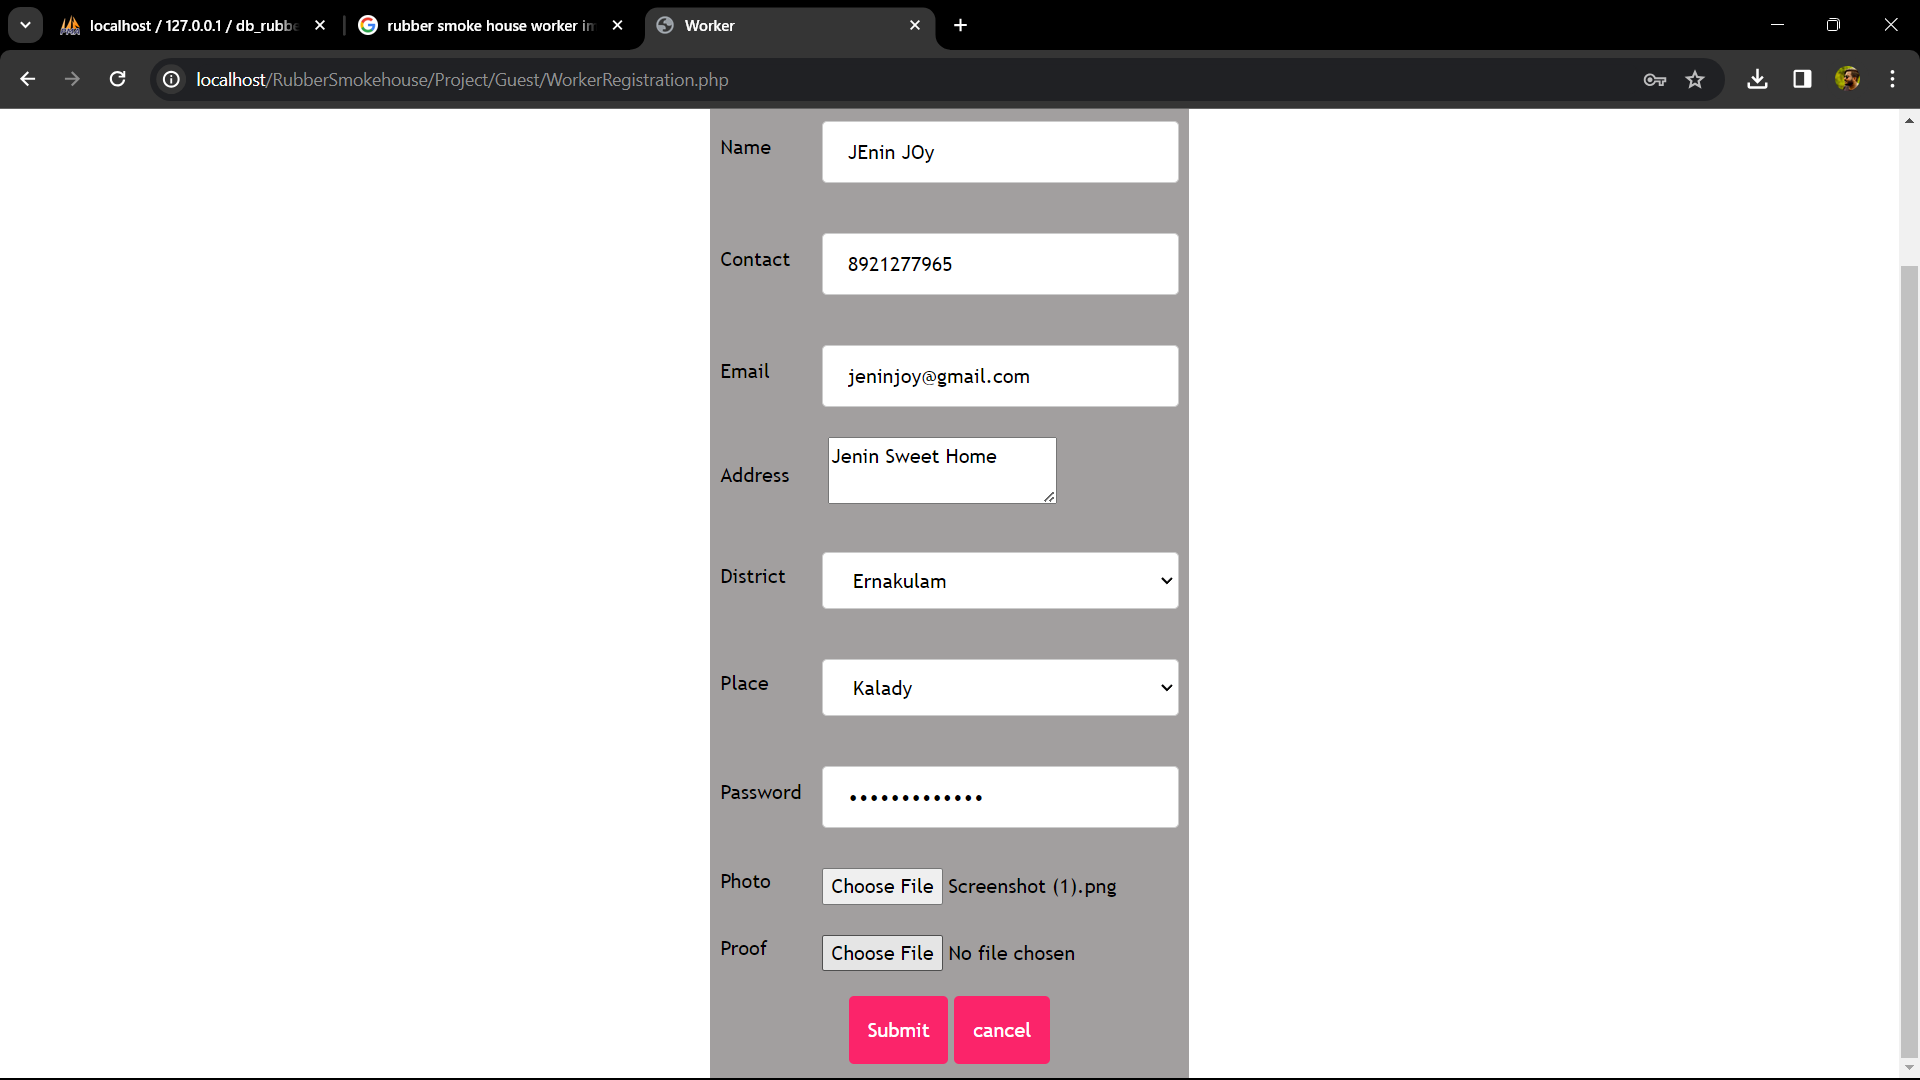 localhost / 127.0.0.1 / db_rubbe
rubber smoke house worker im
Worker
localhost/RubberSmokehouse/Project/Guest/WorkerRegistration.php
Name JEnin JOy
Contact 8921277965
Email jeninjoy@gmail.com
Address Jenin Sweet Home
District Ernakulam
Place Kalady
Password •••••••••••••
Photo Choose File Screenshot (1).png
Proof Choose File No file chosen
Submit cancel